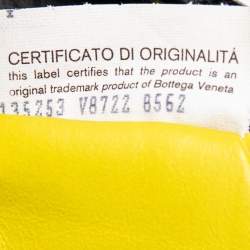 CERTIFICATO DI ORIGINALITÁ
this label certifies that the product is an
original trademark product of Bottega Veneta
135253 V8722 8562